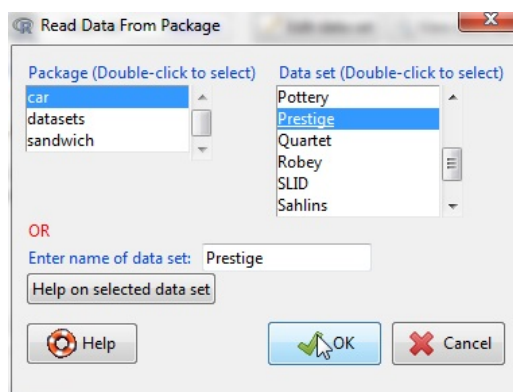 Read Data From Package
Package (Double-click to select)
car
datasets
sandwich
Data set (Double-click to select)
Pottery
Prestige
Quartet
Robey
SLID
Sahlins
OR
Enter name of data set: Prestige
Help on selected data set
Help
OK
Cancel